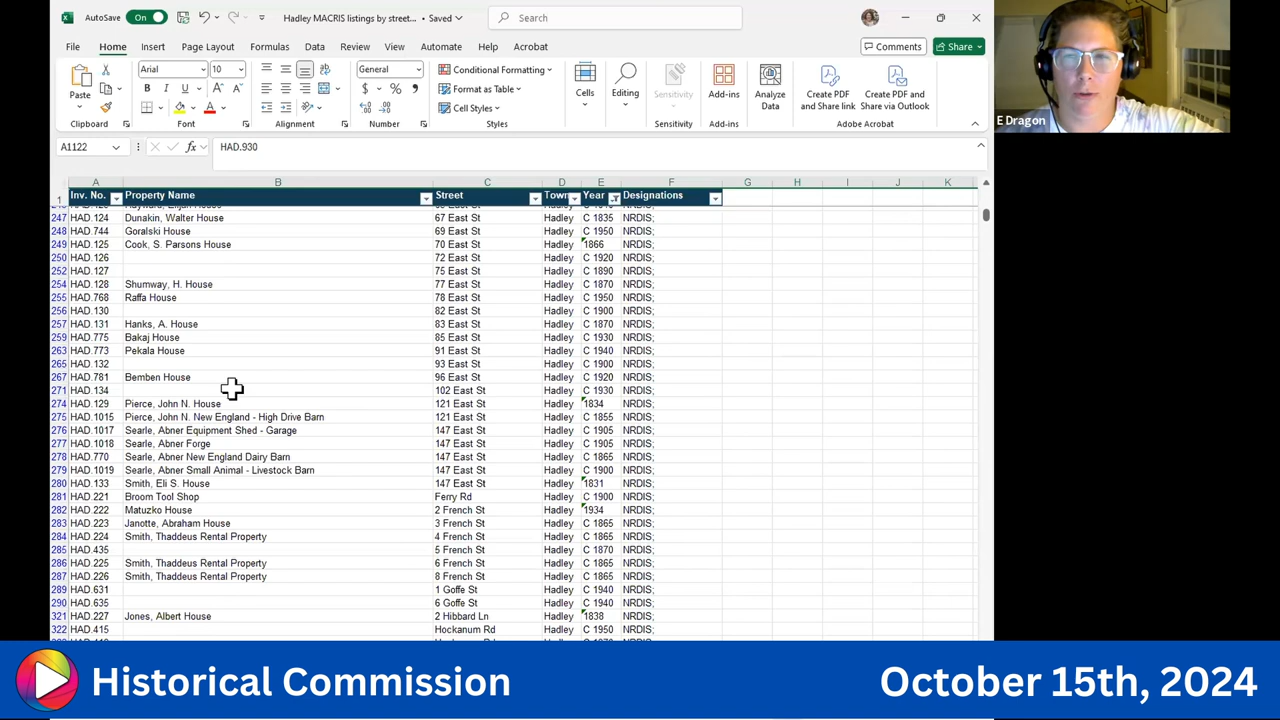 AutoSave On Hadley MACRIS listings by street... • Saved Search
File Home Insert Page Layout Formulas Data Review View Automate Help Acrobat Comments Share
Paste Arial 10 General Conditional Formatting Format as Table Cell Styles Cells Editing Sensitivity Add-ins Analyze Data Create PDF and Share link Create PDF and Share via Outlook
Clipboard Font Alignment Number Styles Sensitivity Add-ins Adobe Acrobat
E Dragon
A1122 fx HAD.930
A B C D E F G H I J K
1 Inv. No. Property Name Street Town Year Designations
247 HAD.124 Dunakin, Walter House 67 East St Hadley C 1835 NRDIS;
248 HAD.744 Goralski House 69 East St Hadley C 1950 NRDIS;
249 HAD.125 Cook, S. Parsons House 70 East St Hadley 1866 NRDIS;
250 HAD.126 72 East St Hadley C 1920 NRDIS;
252 HAD.127 75 East St Hadley C 1890 NRDIS;
254 HAD.128 Shumway, H. House 77 East St Hadley C 1870 NRDIS;
255 HAD.768 Raffa House 78 East St Hadley C 1950 NRDIS;
256 HAD.130 82 East St Hadley C 1900 NRDIS;
257 HAD.131 Hanks, A. House 83 East St Hadley C 1870 NRDIS;
259 HAD.775 Bakaj House 85 East St Hadley C 1930 NRDIS;
263 HAD.773 Pekala House 91 East St Hadley C 1940 NRDIS;
265 HAD.132 93 East St Hadley C 1900 NRDIS;
267 HAD.781 Bemben House 96 East St Hadley C 1920 NRDIS;
271 HAD.134 102 East St Hadley C 1930 NRDIS;
274 HAD.129 Pierce, John N. House 121 East St Hadley 1834 NRDIS;
275 HAD.1015 Pierce, John N. New England - High Drive Barn 121 East St Hadley C 1855 NRDIS;
276 HAD.1017 Searle, Abner Equipment Shed - Garage 147 East St Hadley C 1905 NRDIS;
277 HAD.1018 Searle, Abner Forge 147 East St Hadley C 1905 NRDIS;
278 HAD.770 Searle, Abner New England Dairy Barn 147 East St Hadley C 1865 NRDIS;
279 HAD.1019 Searle, Abner Small Animal - Livestock Barn 147 East St Hadley C 1900 NRDIS;
280 HAD.133 Smith, Eli S. House 147 East St Hadley 1831 NRDIS;
281 HAD.221 Broom Tool Shop Ferry Rd Hadley C 1900 NRDIS;
282 HAD.222 Matuzko House 2 French St Hadley 1934 NRDIS;
283 HAD.223 Janotte, Abraham House 3 French St Hadley C 1865 NRDIS;
284 HAD.224 Smith, Thaddeus Rental Property 4 French St Hadley C 1865 NRDIS;
285 HAD.435 5 French St Hadley C 1870 NRDIS;
286 HAD.225 Smith, Thaddeus Rental Property 6 French St Hadley C 1865 NRDIS;
287 HAD.226 Smith, Thaddeus Rental Property 8 French St Hadley C 1865 NRDIS;
289 HAD.631 1 Goffe St Hadley C 1940 NRDIS;
290 HAD.635 6 Goffe St Hadley C 1940 NRDIS;
321 HAD.227 Jones, Albert House 2 Hibbard Ln Hadley 1838 NRDIS;
322 HAD.415 Hockanum Rd Hadley C 1950 NRDIS;
Historical Commission October 15th, 2024